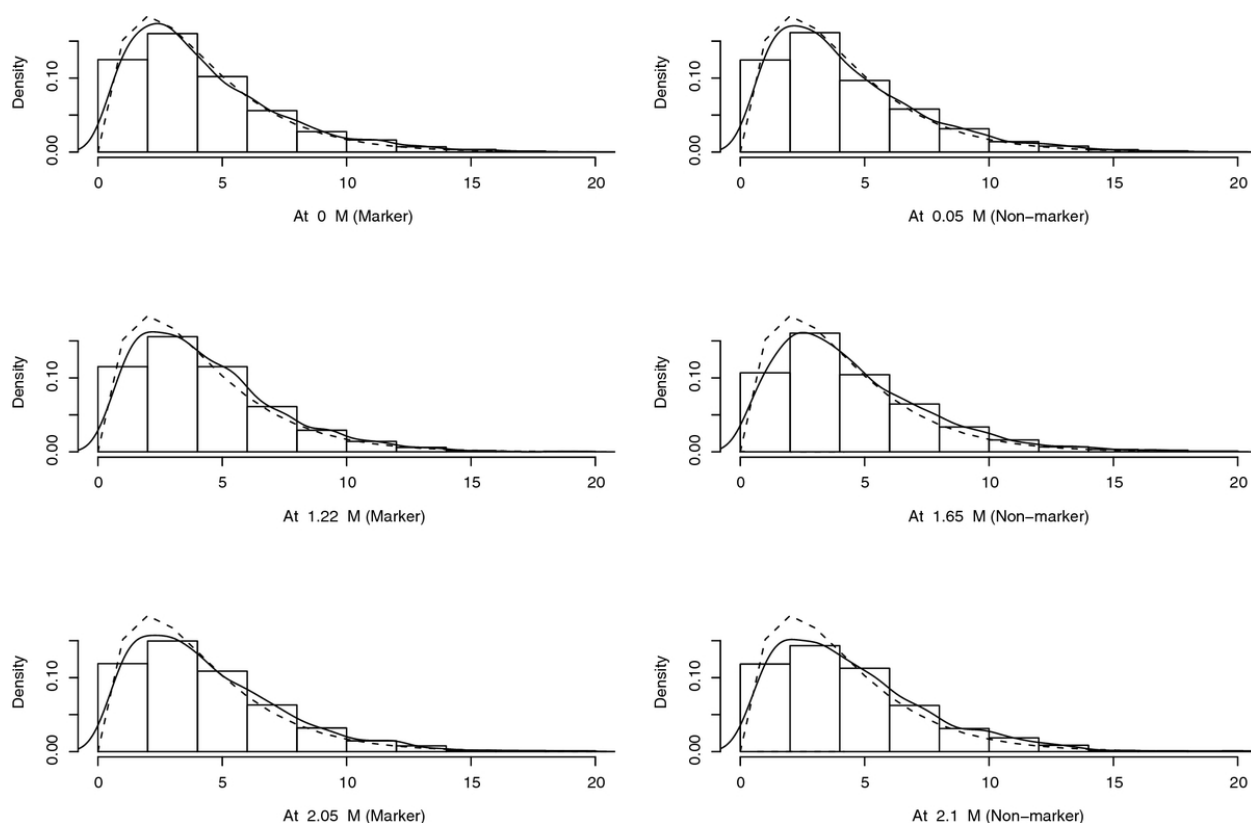 Density
0.00 0.10
0 5 10 15 20
At 0 M (Marker)
Density
0.00 0.10
0 5 10 15 20
At 0.05 M (Non−marker)
Density
0.00 0.10
0 5 10 15 20
At 1.22 M (Marker)
Density
0.00 0.10
0 5 10 15 20
At 1.65 M (Non−marker)
Density
0.00 0.10
0 5 10 15 20
At 2.05 M (Marker)
Density
0.00 0.10
0 5 10 15 20
At 2.1 M (Non−marker)